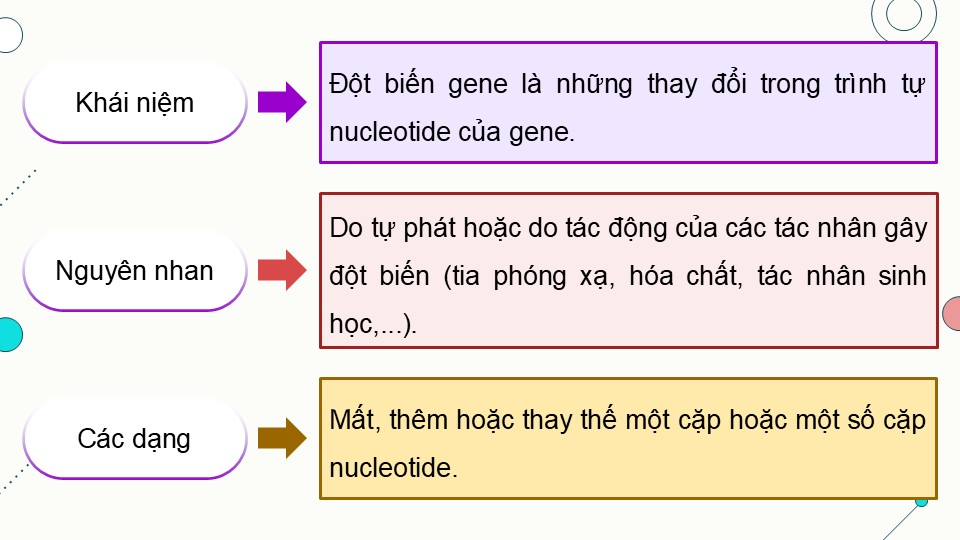 Khái niệm
Đột biến gene là những thay đổi trong trình tự
nucleotide của gene.
Nguyên nhan
Do tự phát hoặc do tác động của các tác nhân gây
đột biến (tia phóng xạ, hóa chất, tác nhân sinh
học,...).
Các dạng
Mất, thêm hoặc thay thế một cặp hoặc một số cặp
nucleotide.